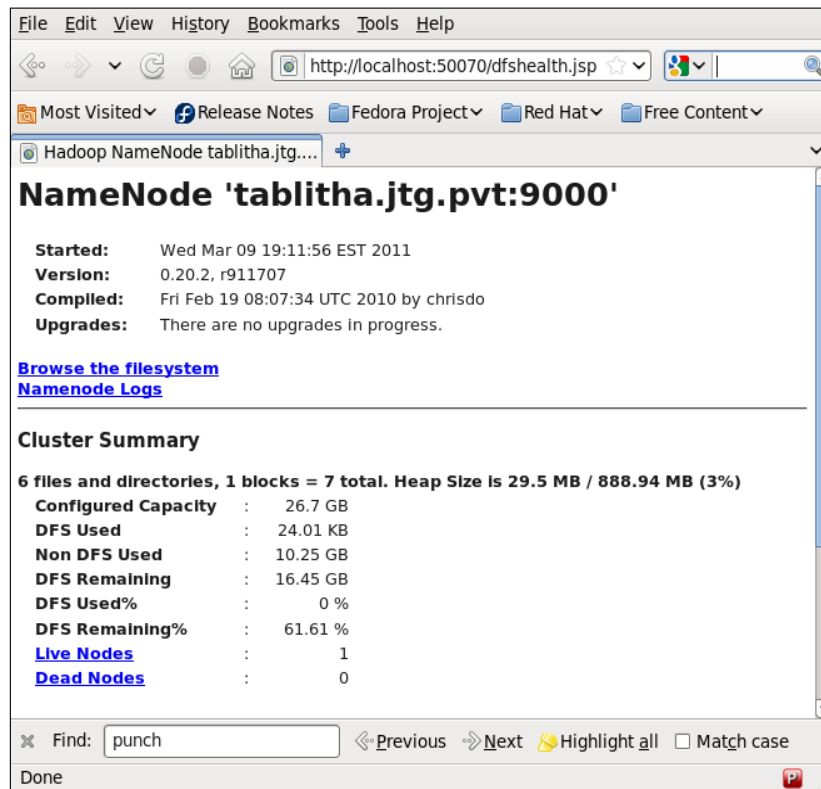 File Edit View History Bookmarks Tools Help
http://localhost:50070/dfshealth.jsp
Most Visited Release Notes Fedora Project Red Hat Free Content
Hadoop NameNode tablitha.jtg....
NameNode 'tablitha.jtg.pvt:9000'
Started: Wed Mar 09 19:11:56 EST 2011
Version: 0.20.2, r911707
Compiled: Fri Feb 19 08:07:34 UTC 2010 by chrisdo
Upgrades: There are no upgrades in progress.
Browse the filesystem
Namenode Logs
Cluster Summary
6 files and directories, 1 blocks = 7 total. Heap Size is 29.5 MB / 888.94 MB (3%)
Configured Capacity : 26.7 GB
DFS Used : 24.01 KB
Non DFS Used : 10.25 GB
DFS Remaining : 16.45 GB
DFS Used% : 0 %
DFS Remaining% : 61.61 %
Live Nodes : 1
Dead Nodes : 0
Find: punch Previous Next Highlight all Match case
Done